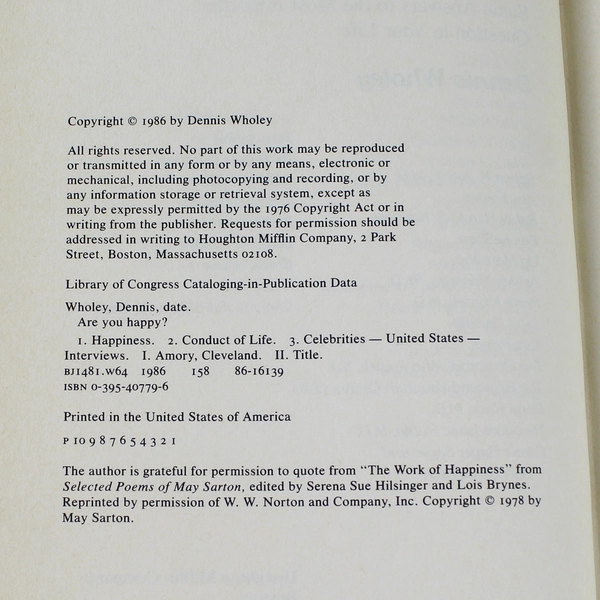 Copyright © 1986 by Dennis Wholey
All rights reserved. No part of this work may be reproduced
or transmitted in any form or by any means, electronic or
mechanical, including photocopying and recording, or by
any information storage or retrieval system, except as
may be expressly permitted by the 1976 Copyright Act or in
writing from the publisher. Requests for permission should be
addressed in writing to Houghton Mifflin Company, 2 Park
Street, Boston, Massachusetts 02108.
Library of Congress Cataloging-in-Publication Data
Wholey, Dennis, date.
Are you happy?
1. Happiness. 2. Conduct of Life. 3. Celebrities — United States —
Interviews. I. Amory, Cleveland. II. Title.
BJ1481.W64 1986 158 86-16139
ISBN 0-395-40779-6
Printed in the United States of America
P 10 9 8 7 6 5 4 3 2 1
The author is grateful for permission to quote from “The Work of Happiness” from
Selected Poems of May Sarton, edited by Serena Sue Hilsinger and Lois Brynes.
Reprinted by permission of W. W. Norton and Company, Inc. Copyright © 1978 by
May Sarton.